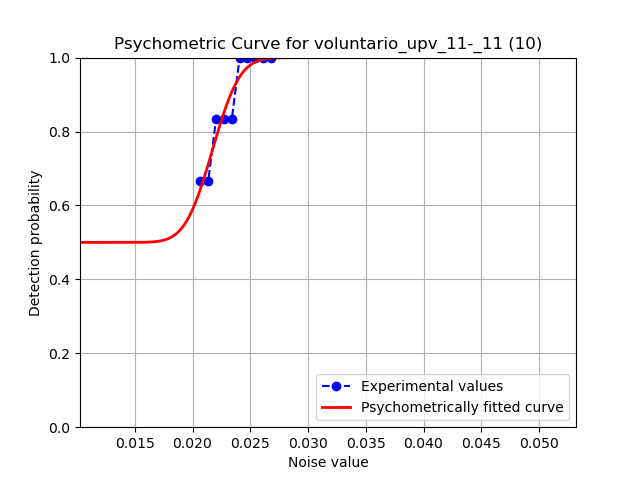 Psychometric Curve for voluntario_upv_11-_11 (10)
Detection probability
1.0
0.8
0.6
0.4
0.2
0.0
0.015
0.020
0.025
0.030
0.035
0.040
0.045
0.050
Noise value
Experimental values
Psychometrically fitted curve